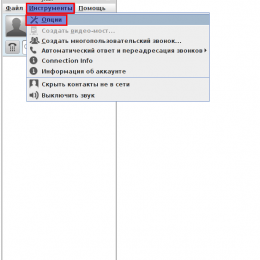 Файл Инструменты Помощь
Опции
Создать видео-мост...
Создать многопользовательский звонок...
Автоматический ответ и переадресация звонков
Connection Info
Информация об аккаунте
Скрыть контакты не в сети
Выключить звук